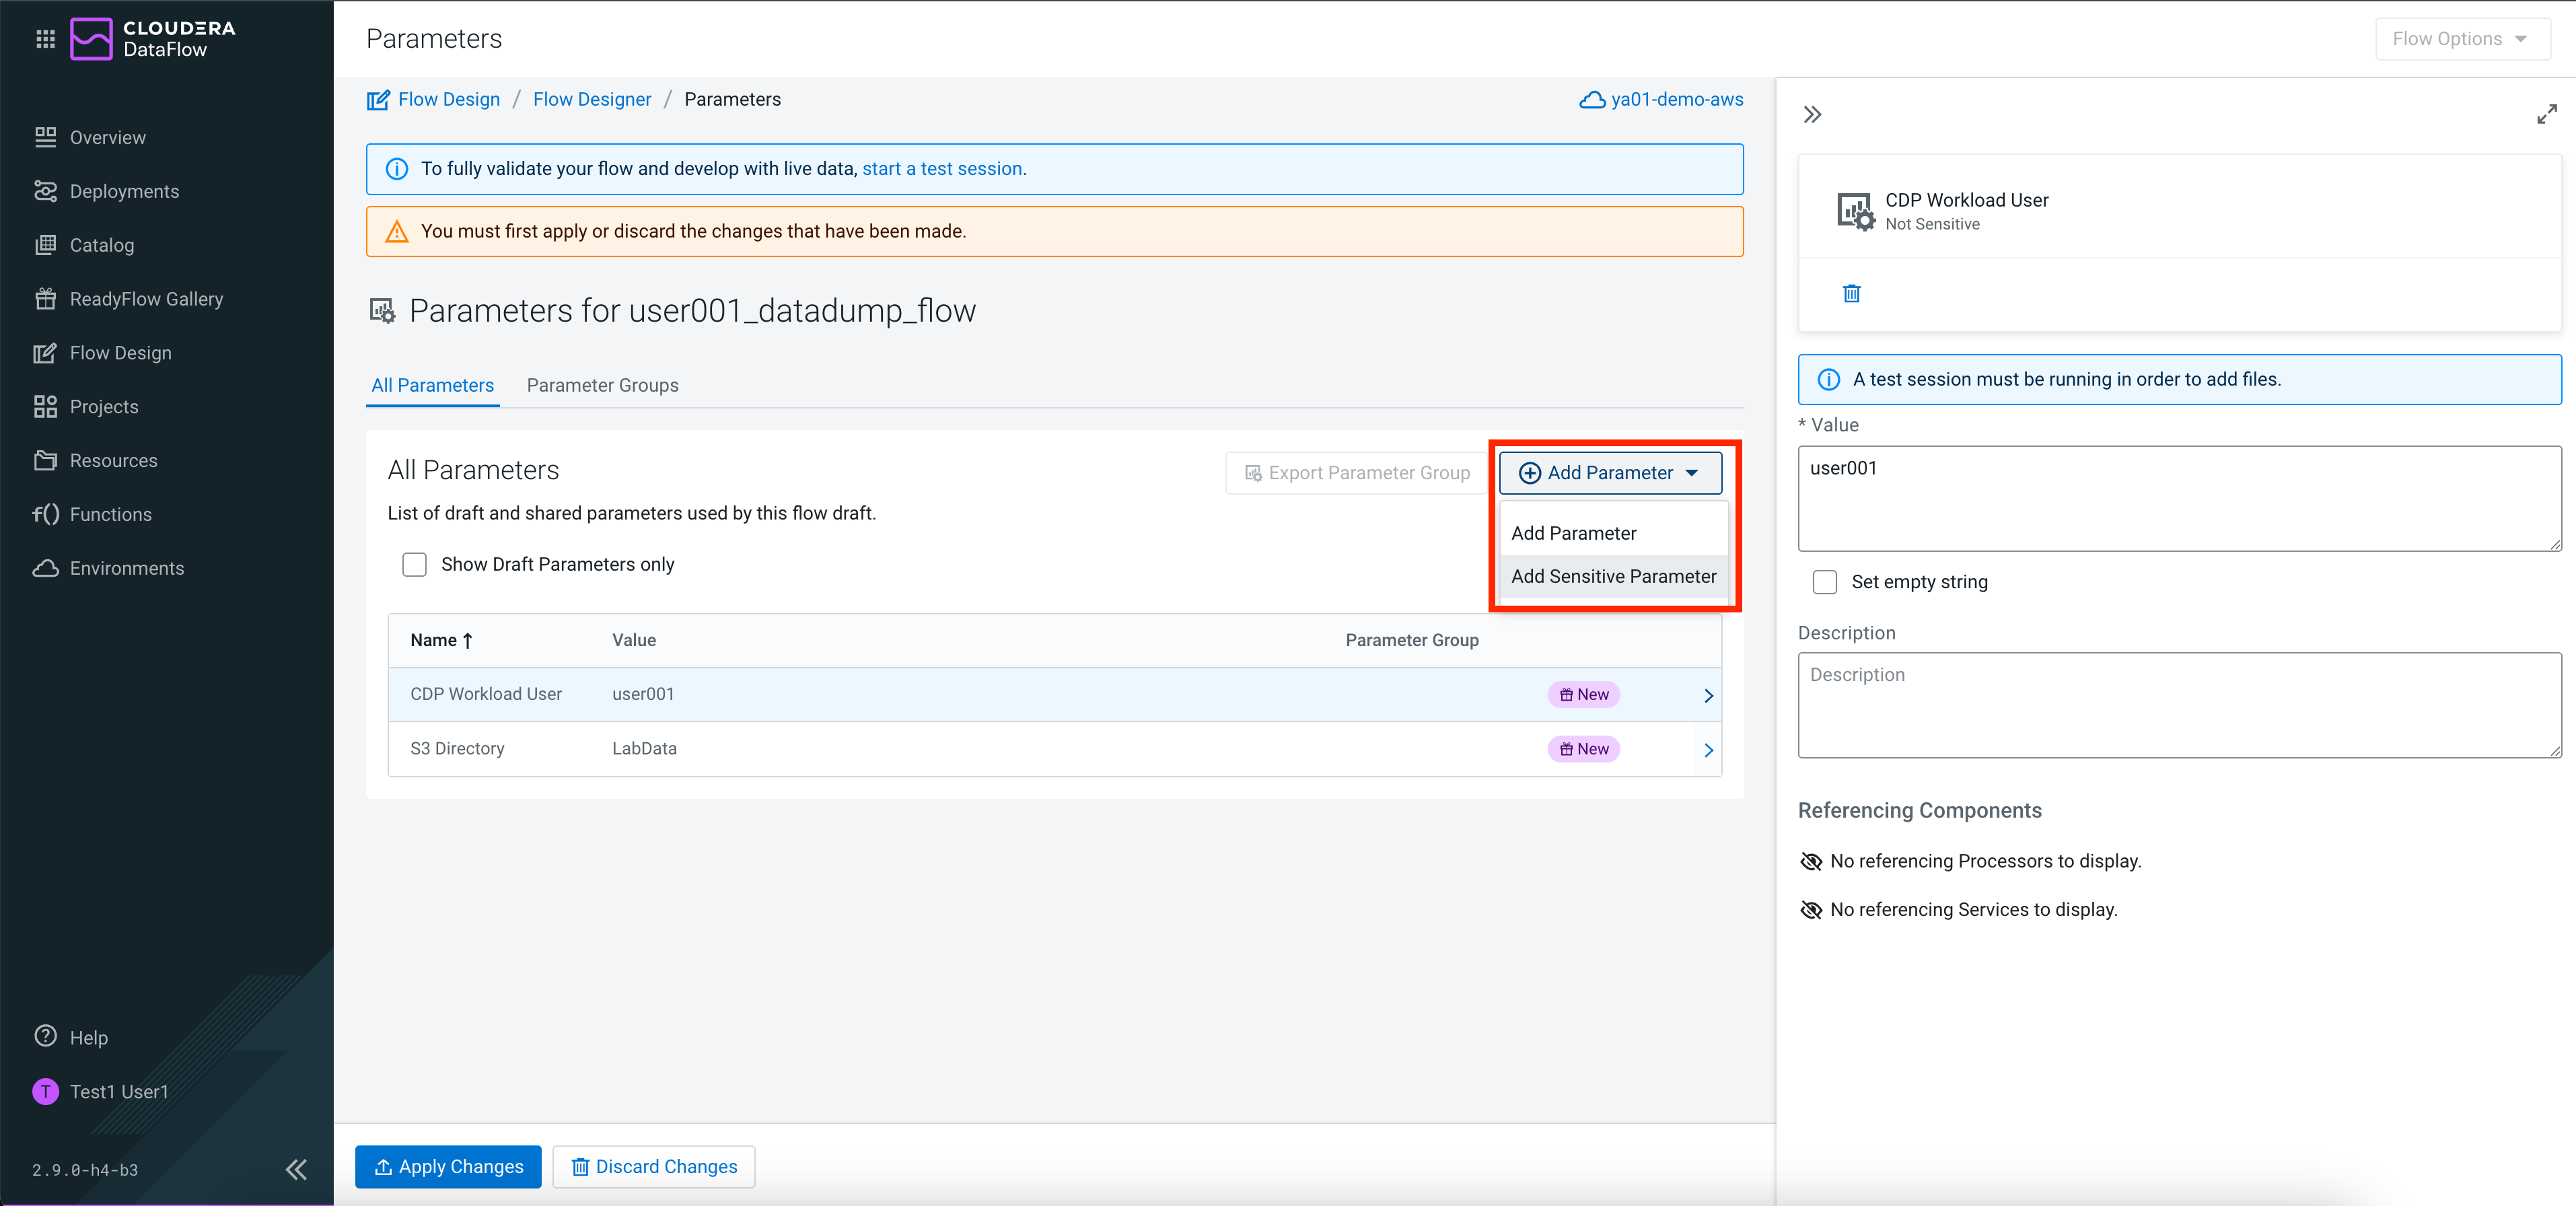 CLOUDERA
DataFlow
Overview
Deployments
Catalog
ReadyFlow Gallery
Flow Design
Projects
Resources
f() Functions
Environments
Help
T Test1 User1
2.9.0-h4-b3
Parameters
Flow Options
Flow Design / Flow Designer / Parameters
ya01-demo-aws
To fully validate your flow and develop with live data, start a test session.
You must first apply or discard the changes that have been made.
Parameters for user001_datadump_flow
All Parameters Parameter Groups
All Parameters
Export Parameter Group
Add Parameter
List of draft and shared parameters used by this flow draft.
Add Parameter
Add Sensitive Parameter
Show Draft Parameters only
Name Value Parameter Group
CDP Workload User user001 New
S3 Directory LabData New
Apply Changes Discard Changes
CDP Workload User
Not Sensitive
A test session must be running in order to add files.
* Value
user001
Set empty string
Description
Description
Referencing Components
No referencing Processors to display.
No referencing Services to display.